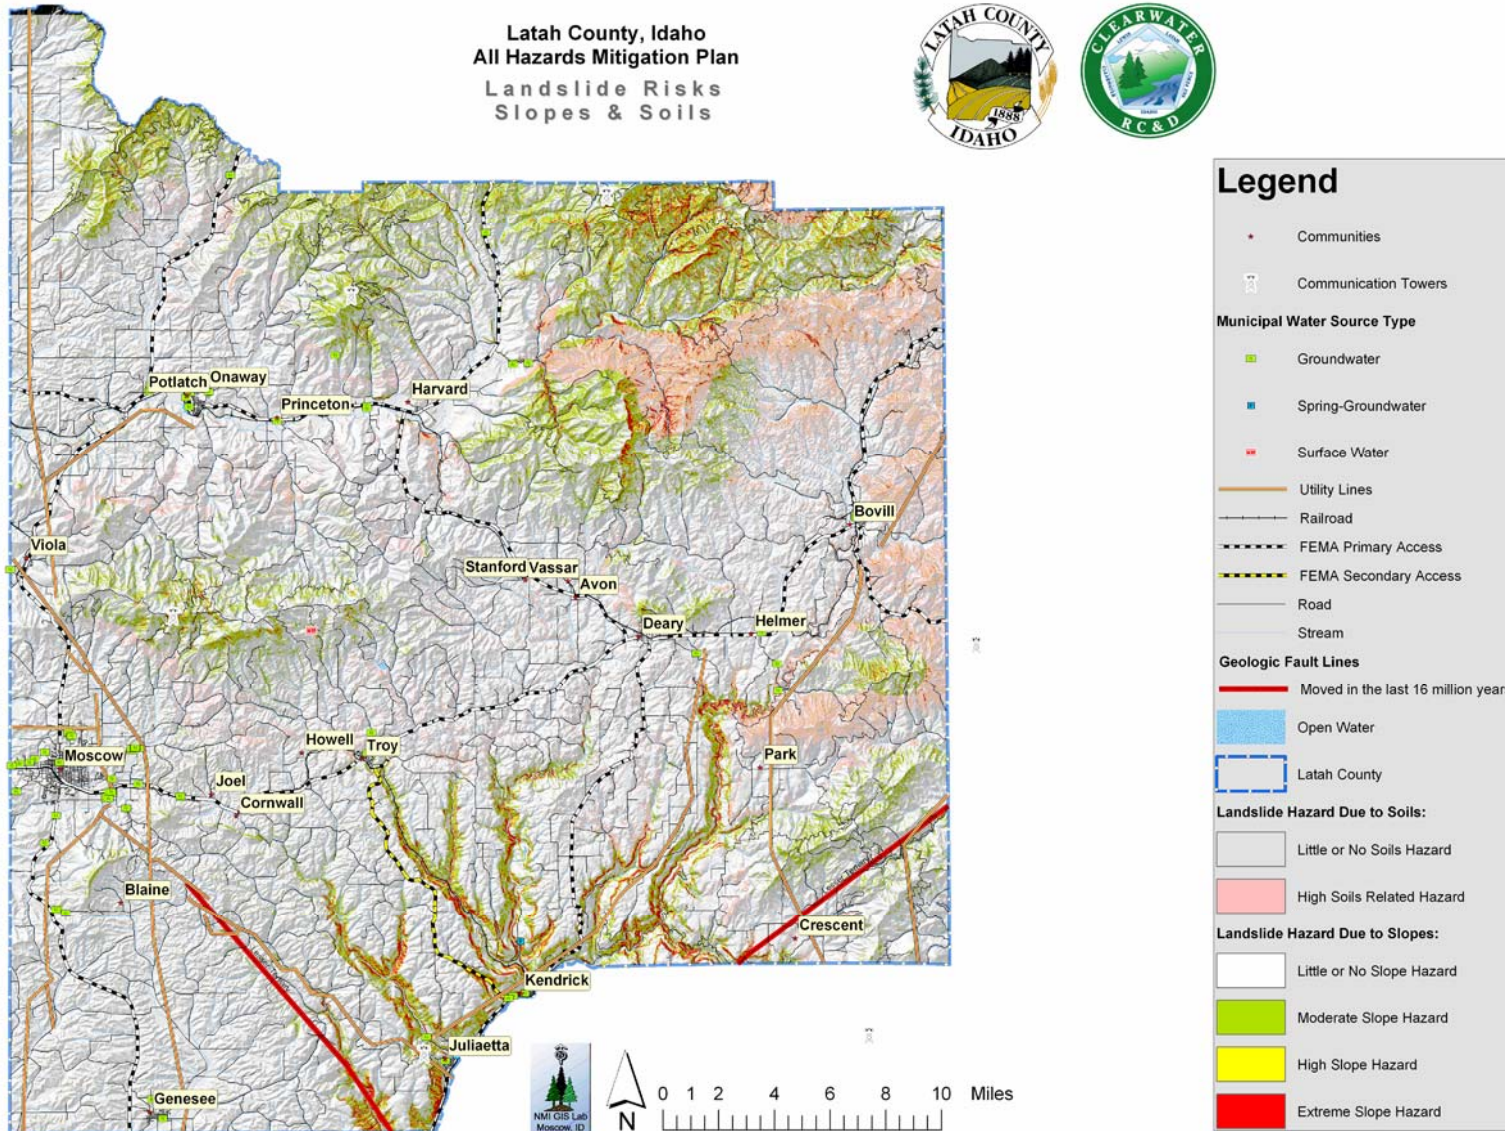 Latah County, Idaho
All Hazards Mitigation Plan
Landslide Risks
Slopes & Soils
LATAH COUNTY
1888
IDAHO
CLEARWATER
RC&D
Potlatch
Onaway
Princeton
Harvard
Viola
Bovill
Stanford
Vassar
Avon
Deary
Helmer
Moscow
Howell
Troy
Park
Joel
Cornwall
Blaine
Crescent
Kendrick
Juliaetta
Genesee
NMI GIS Lab
Moscow, ID
N
0 1 2 4 6 8 10 Miles
Legend
Communities
Communication Towers
Municipal Water Source Type
Groundwater
Spring-Groundwater
Surface Water
Utility Lines
Railroad
FEMA Primary Access
FEMA Secondary Access
Road
Stream
Geologic Fault Lines
Moved in the last 16 million year
Open Water
Latah County
Landslide Hazard Due to Soils:
Little or No Soils Hazard
High Soils Related Hazard
Landslide Hazard Due to Slopes:
Little or No Slope Hazard
Moderate Slope Hazard
High Slope Hazard
Extreme Slope Hazard